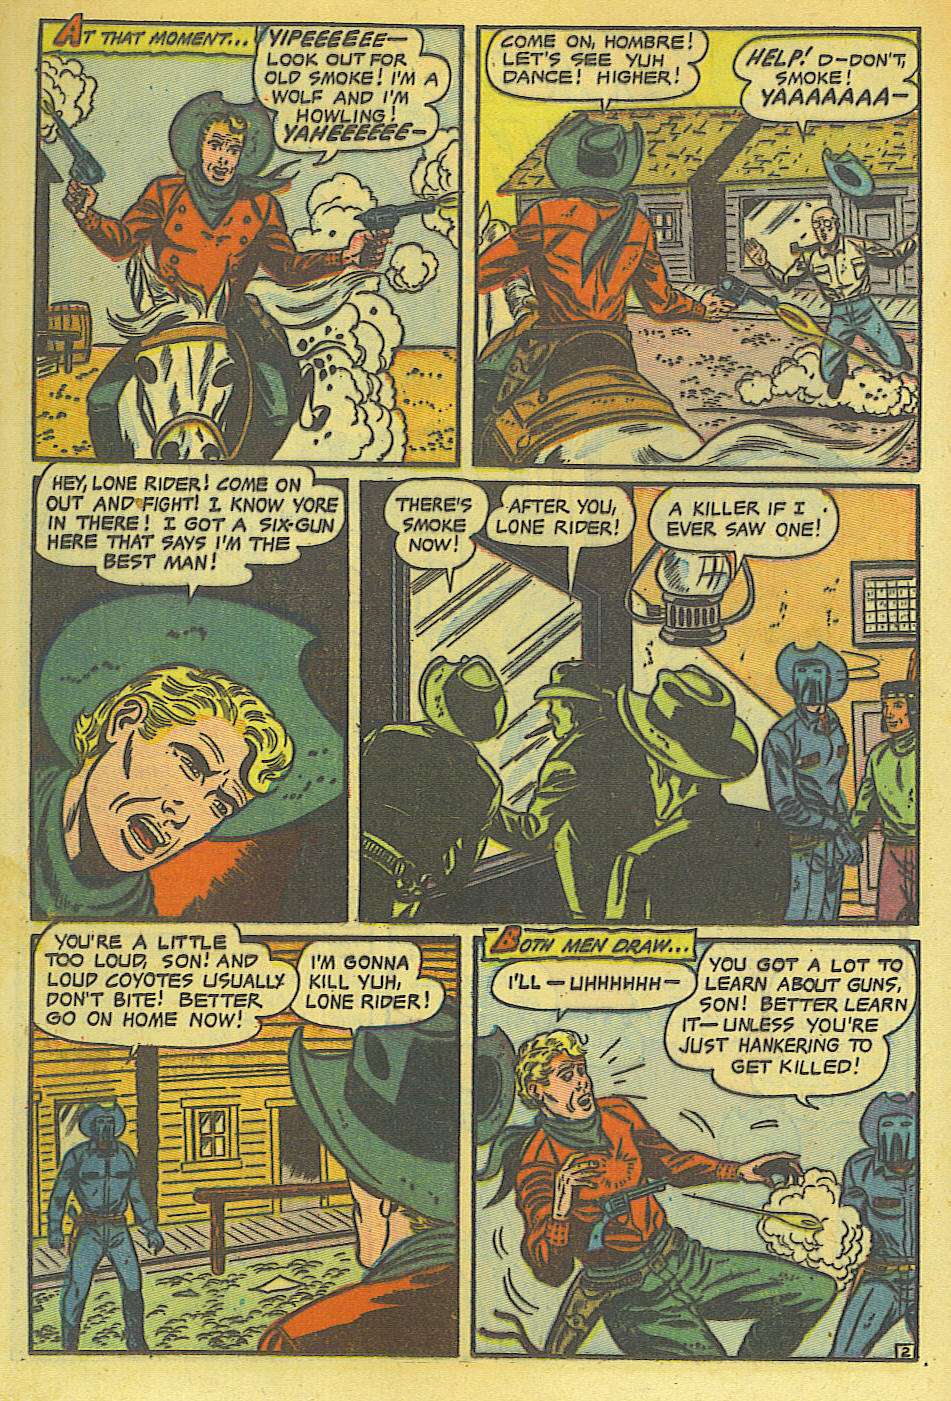 AT THAT MOMENT...
YIPEEEEEE—
LOOK OUT FOR
OLD SMOKE! I'M A
WOLF AND I'M
HOWLING!
YAHEEEEEE—
COME ON, HOMBRE!
LET'S SEE YUH
DANCE! HIGHER!
HELP! D-DON'T,
SMOKE!
YAAAAAAA—
HEY, LONE RIDER! COME ON
OUT AND FIGHT! I KNOW YORE
IN THERE! I GOT A SIX-GUN
HERE THAT SAYS I'M THE
BEST MAN!
THERE'S
SMOKE
NOW!
AFTER YOU,
LONE RIDER!
A KILLER IF I
EVER SAW ONE!
YOU'RE A LITTLE
TOO LOUD, SON! AND
LOUD COYOTES USUALLY
DON'T BITE! BETTER
GO ON HOME NOW!
I'M GONNA
KILL YUH,
LONE RIDER!
BOTH MEN DRAW...
I'LL — UHHHHHH—
YOU GOT A LOT TO
LEARN ABOUT GUNS,
SON! BETTER LEARN
IT—UNLESS YOU'RE
JUST HANKERING TO
GET KILLED!
2